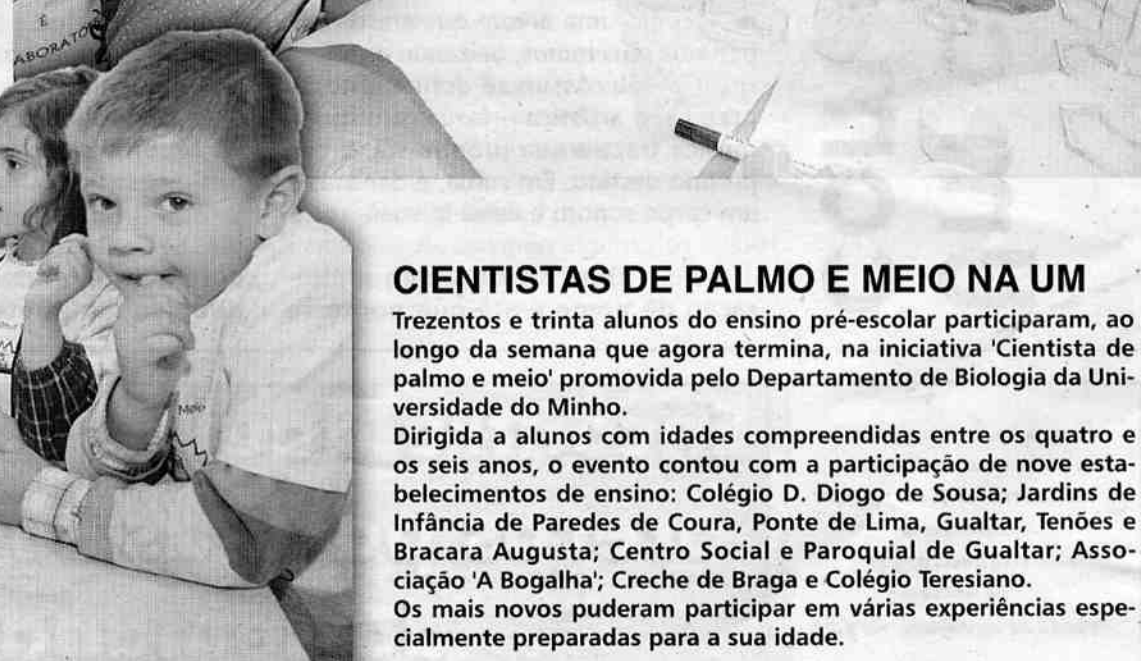 É
ABORATÓ
Meio
CIENTISTAS DE PALMO E MEIO NA UM
Trezentos e trinta alunos do ensino pré-escolar participaram, ao
longo da semana que agora termina, na iniciativa 'Cientista de
palmo e meio' promovida pelo Departamento de Biologia da Uni-
versidade do Minho.
Dirigida a alunos com idades compreendidas entre os quatro e
os seis anos, o evento contou com a participação de nove esta-
belecimentos de ensino: Colégio D. Diogo de Sousa; Jardins de
Infância de Paredes de Coura, Ponte de Lima, Gualtar, Tenões e
Bracara Augusta; Centro Social e Paroquial de Gualtar; Asso-
ciação 'A Bogalha'; Creche de Braga e Colégio Teresiano.
Os mais novos puderam participar em várias experiências espe-
cialmente preparadas para a sua idade.